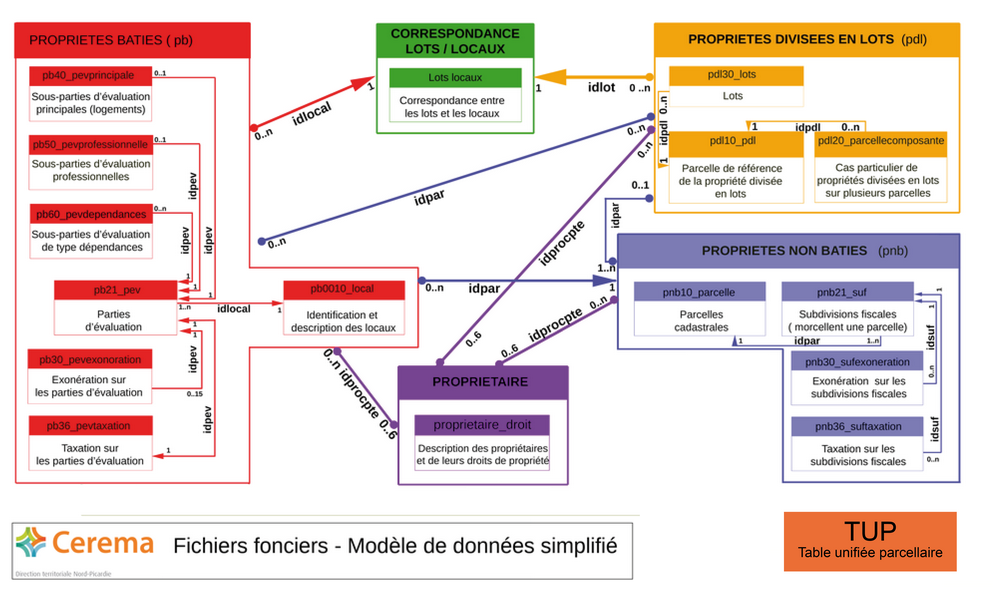 PROPRIETES BATIES ( pb)
pb40_pevprincipale
0..1
Sous-parties d'évaluation
principales (logements)
pb50_pevprofessionnelle
0..1
Sous-parties d'évaluation
professionnelles
idpev
pb60_pevdependances
0..n
Sous-parties d'évaluation
de type dépendances
idpev
idpev
1
1
1
pb21_pev
Parties
d'évaluation
1..n
idlocal
1
pb0010_local
Identification et
description des locaux
1
1
pb30_pevexonoration
Exonération sur
les parties d'évaluation
idpev
0..15
pb36_pevtaxation
Taxation sur
les parties d'évaluation
idpev
1
0..n
idlocal
1
CORRESPONDANCE
LOTS / LOCAUX
Lots locaux
Correspondance entre
les lots et les locaux
1
idlot
0 ..n
PROPRIETES DIVISEES EN LOTS (pdl)
pdl30_lots
Lots
0..n
idpdl
1
1
idpdl
0..n
pdl10_pdl
Parcelle de référence
de la propriété divisée
en lots
pdl20_parcellecomposante
Cas particulier de
propriétés divisées en lots
sur plusieurs parcelles
0..n
idpar
0..n
0..n
idprocpte
0..6
0..1
idpar
1..n
0..n
idpar
1
PROPRIETES NON BATIES (pnb)
pnb10_parcelle
Parcelles
cadastrales
pnb21_suf
Subdivisions fiscales
( morcellent une parcelle)
1
idpar
1..n
1
1
idsuf
0..n
pnb30_sufexoneration
Exonération sur les
subdivisions fiscales
pnb36_suftaxation
Taxation sur les
subdivisions fiscales
idsuf
0..n
0..n
idprocpte
0..6
0..n idprocpte 0..6
PROPRIETAIRE
proprietaire_droit
Description des propriétaires
et de leurs droits de propriété
Cerema
Direction territoriale Nord-Picardie
Fichiers fonciers - Modèle de données simplifié
TUP
Table unifiée parcellaire